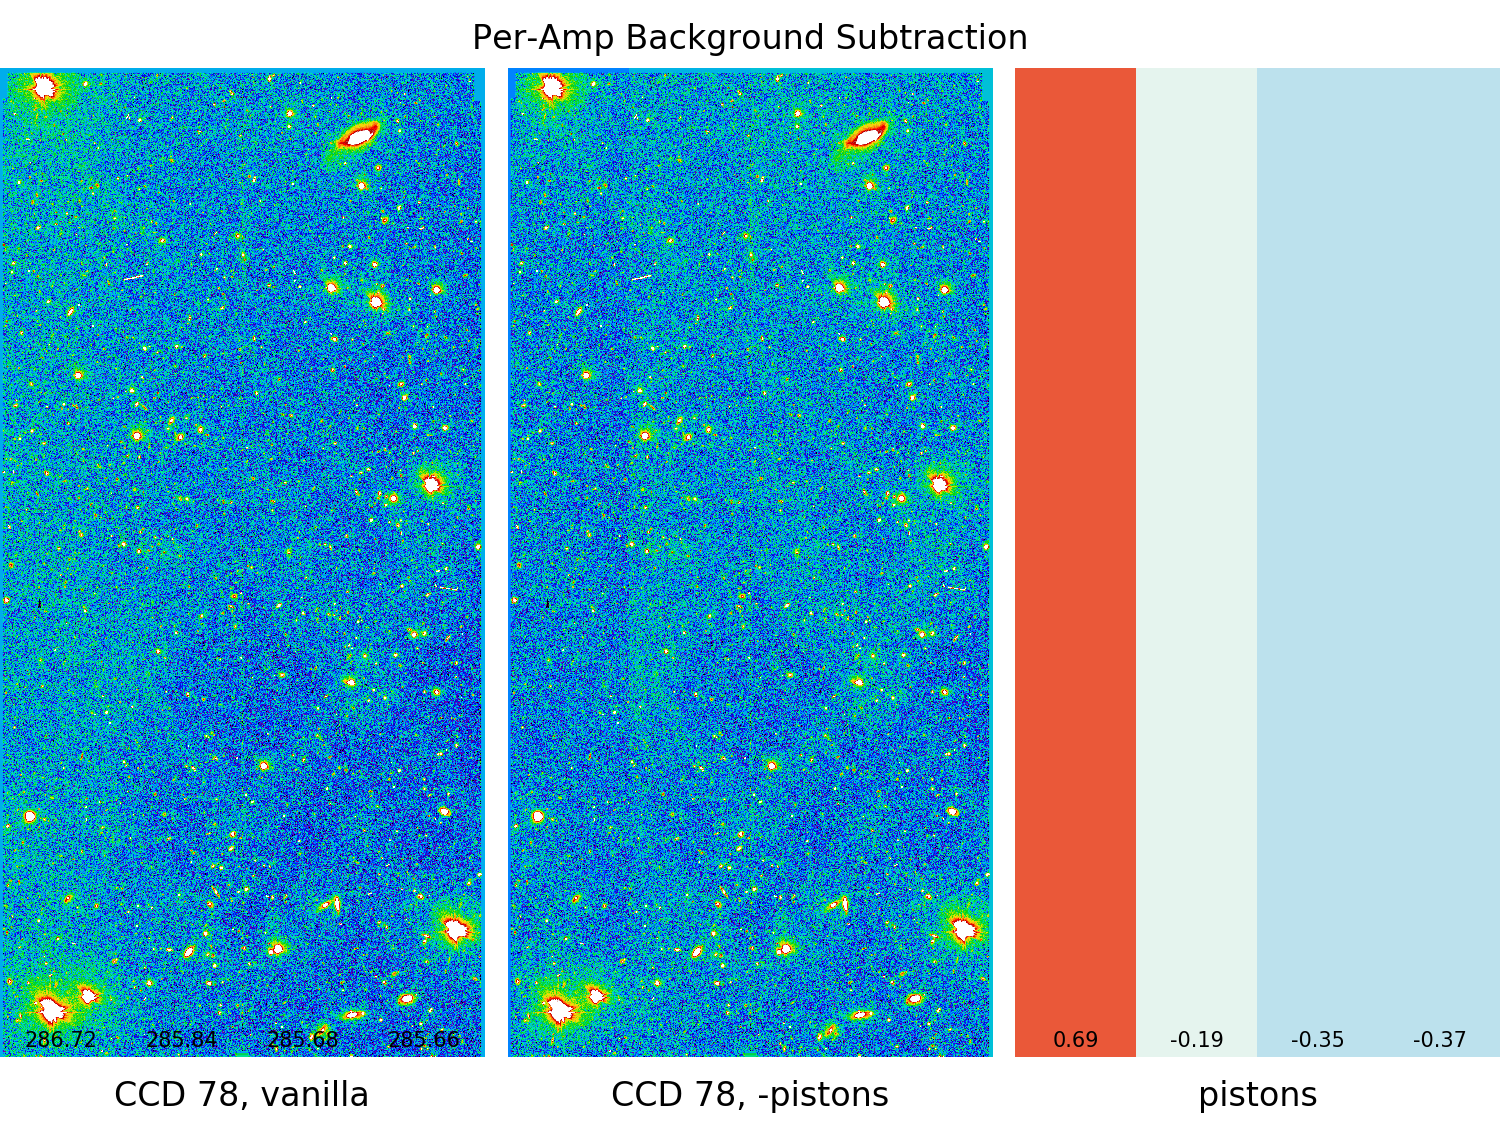 Per-Amp Background Subtraction
286.72 285.84 285.68 285.66
0.69 -0.19 -0.35 -0.37
CCD 78, vanilla
CCD 78, -pistons
pistons